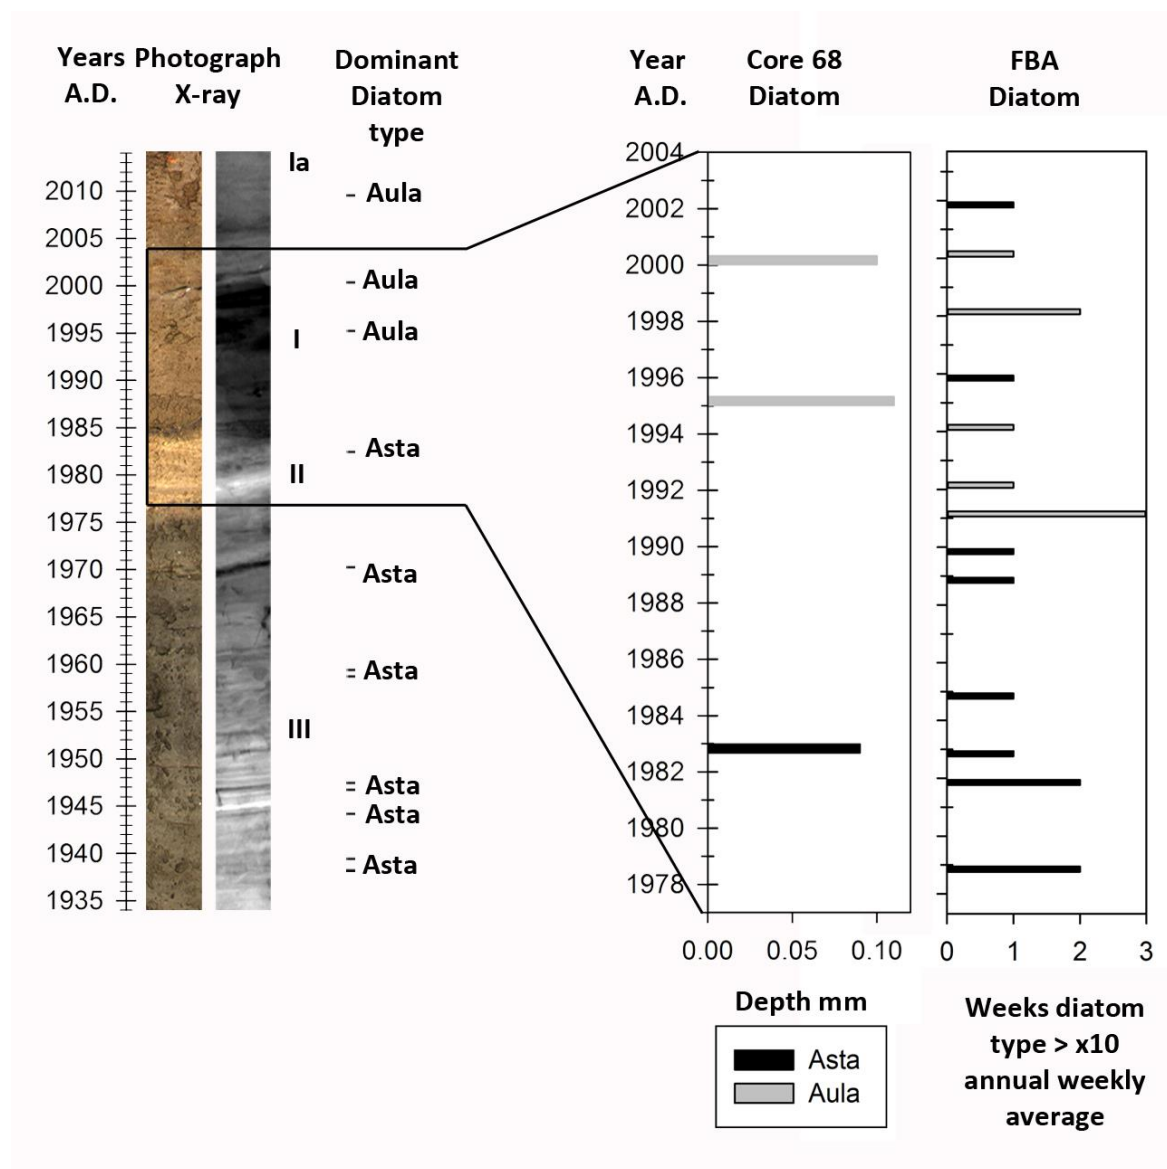 Years Photograph
A.D. X-ray
Dominant
Diatom
type
Year
A.D.
Core 68
Diatom
FBA
Diatom
2010
2005
2000
1995
1990
1985
1980
1975
1970
1965
1960
1955
1950
1945
1940
1935
Ia
I
II
III
Aula
Aula
Aula
Asta
Asta
Asta
Asta
Asta
Asta
2004
2002
2000
1998
1996
1994
1992
1990
1988
1986
1984
1982
1980
1978
0.00 0.05 0.10
Depth mm
Asta
Aula
0 1 2 3
Weeks diatom
type > x10
annual weekly
average